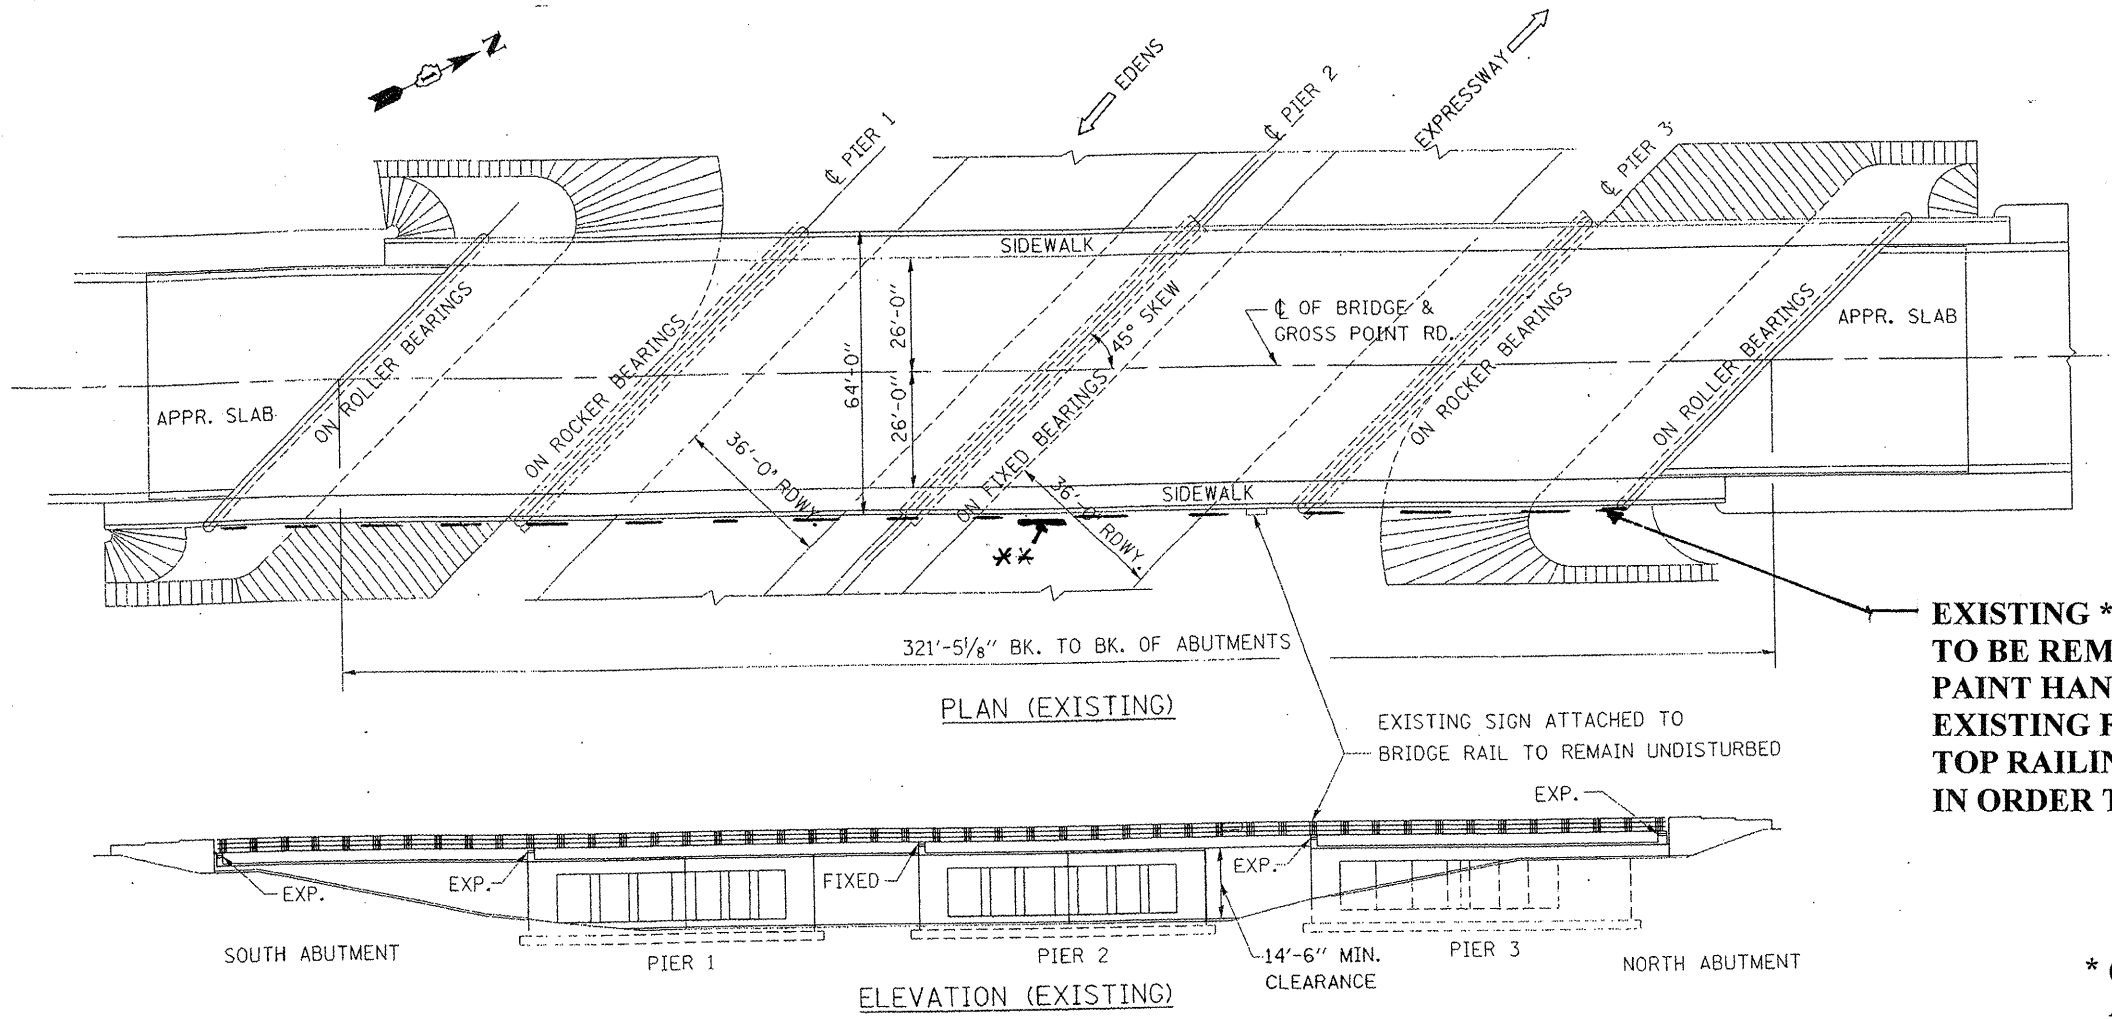 N
EDENS
EXPRESSWAY
℄ PIER 1
℄ PIER 2
℄ PIER 3
SIDEWALK
ON ROLLER BEARINGS
ON ROCKER BEARINGS
64'-0"
26'-0"
26'-0"
45° SKEW
℄ OF BRIDGE &
GROSS POINT RD.
ON FIXED BEARINGS
ON ROCKER BEARINGS
ON ROLLER BEARINGS
APPR. SLAB
APPR. SLAB
36'-0" RDWY.
36'-0" RDWY.
SIDEWALK
**
321'-5 1/8" BK. TO BK. OF ABUTMENTS
PLAN (EXISTING)
EXISTING *
TO BE REM
PAINT HAN
EXISTING
TOP RAILIN
IN ORDER T
EXISTING SIGN ATTACHED TO
BRIDGE RAIL TO REMAIN UNDISTURBED
EXP.
EXP.
EXP.
FIXED
EXP.
SOUTH ABUTMENT
PIER 1
PIER 2
14'-6" MIN.
CLEARANCE
PIER 3
NORTH ABUTMENT
ELEVATION (EXISTING)
*